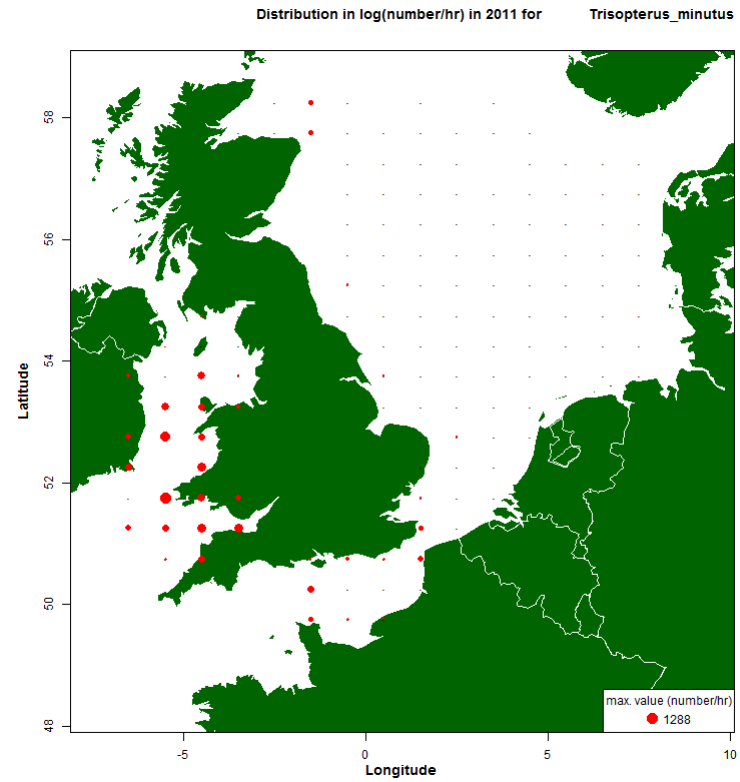 Distribution in log(number/hr) in 2011 for Trisopterus_minutus
58
56
54
52
50
48
Latitude
-5 0 5 10
Longitude
max. value (number/hr)
1288